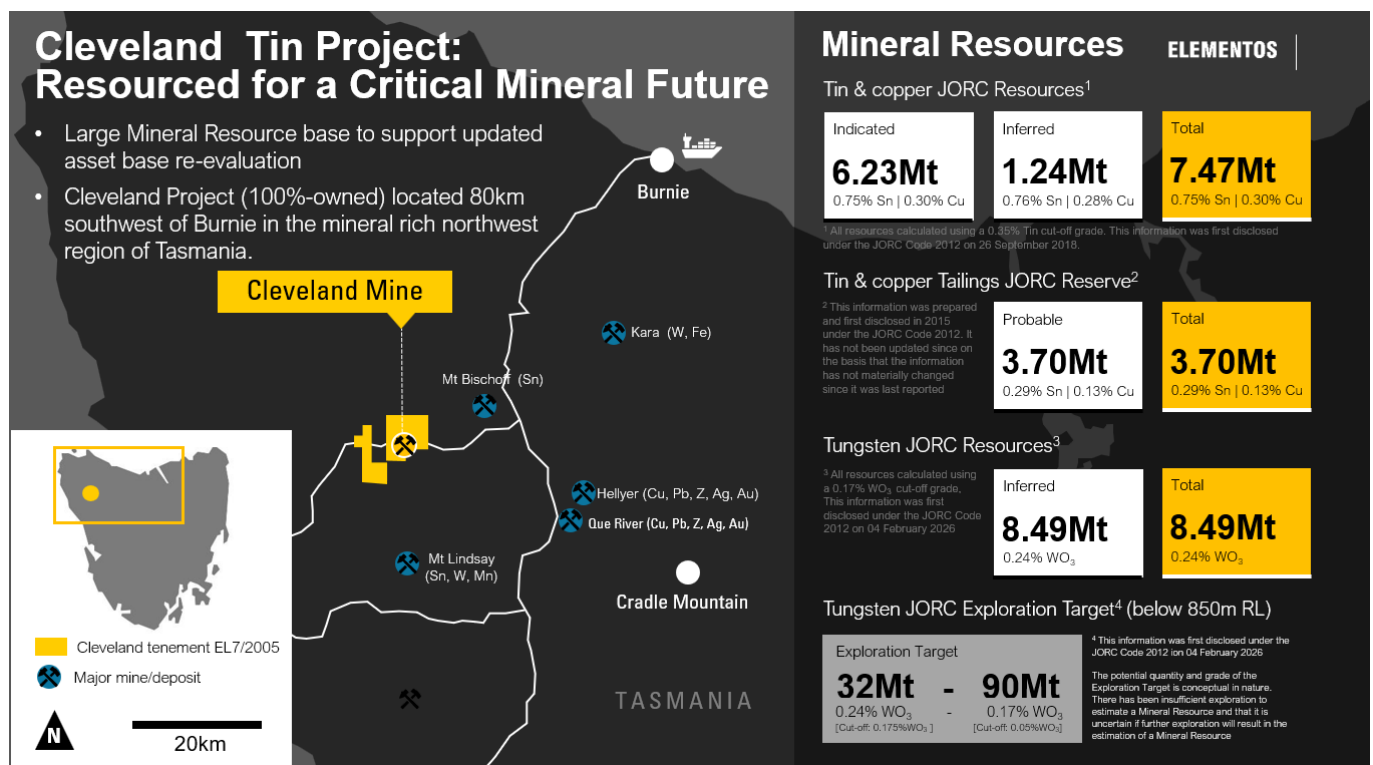 Cleveland Tin Project:
Resourced for a Critical Mineral Future
• Large Mineral Resource base to support updated
asset base re-evaluation
• Cleveland Project (100%-owned) located 80km
southwest of Burnie in the mineral rich northwest
region of Tasmania.
Cleveland Mine
Burnie
Kara (W, Fe)
Mt Bischoff (Sn)
Hellyer (Cu, Pb, Z, Ag, Au)
Que River (Cu, Pb, Z, Ag, Au)
Mt Lindsay
(Sn, W, Mn)
Cradle Mountain
TASMANIA
Cleveland tenement EL7/2005
Major mine/deposit
N
20km
Mineral Resources
ELEMENTOS
Tin & copper JORC Resources¹
Indicated
6.23Mt
0.75% Sn | 0.30% Cu
Inferred
1.24Mt
0.76% Sn | 0.28% Cu
Total
7.47Mt
0.75% Sn | 0.30% Cu
¹ All resources calculated using a 0.35% Tin cut-off grade. This information was first disclosed
under the JORC Code 2012 on 26 September 2018.
Tin & copper Tailings JORC Reserve²
² This information was prepared
and first disclosed in 2015
under the JORC Code 2012. It
has not been updated since on
the basis that the information
has not materially changed
since it was last reported
Probable
3.70Mt
0.29% Sn | 0.13% Cu
Total
3.70Mt
0.29% Sn | 0.13% Cu
Tungsten JORC Resources³
³ All resources calculated using
a 0.17% WO₃ cut-off grade.
This information was first
disclosed under the JORC Code
2012 on 04 February 2026
Inferred
8.49Mt
0.24% WO₃
Total
8.49Mt
0.24% WO₃
Tungsten JORC Exploration Target⁴ (below 850m RL)
Exploration Target
32Mt - 90Mt
0.24% WO₃ - 0.17% WO₃
[Cut-off: 0.175%WO₃ ] [Cut-off: 0.05%WO₃]
⁴ This information was first disclosed under the
JORC Code 2012 ion 04 February 2026
The potential quantity and grade of the
Exploration Target is conceptual in nature.
There has been insufficient exploration to
estimate a Mineral Resource and that it is
uncertain if further exploration will result in the
estimation of a Mineral Resource